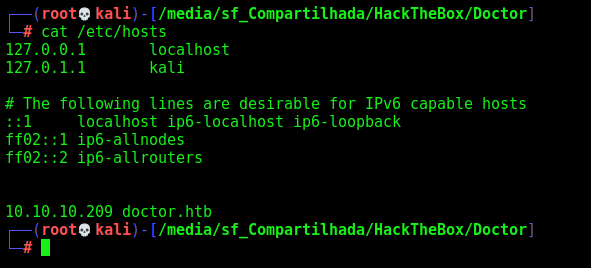 ┌──(root💀kali)-[/media/sf_Compartilhada/HackTheBox/Doctor]
└─# cat /etc/hosts
127.0.0.1       localhost
127.0.1.1       kali
# The following lines are desirable for IPv6 capable hosts
::1     localhost ip6-localhost ip6-loopback
ff02::1 ip6-allnodes
ff02::2 ip6-allrouters
10.10.10.209 doctor.htb
┌──(root💀kali)-[/media/sf_Compartilhada/HackTheBox/Doctor]
└─#